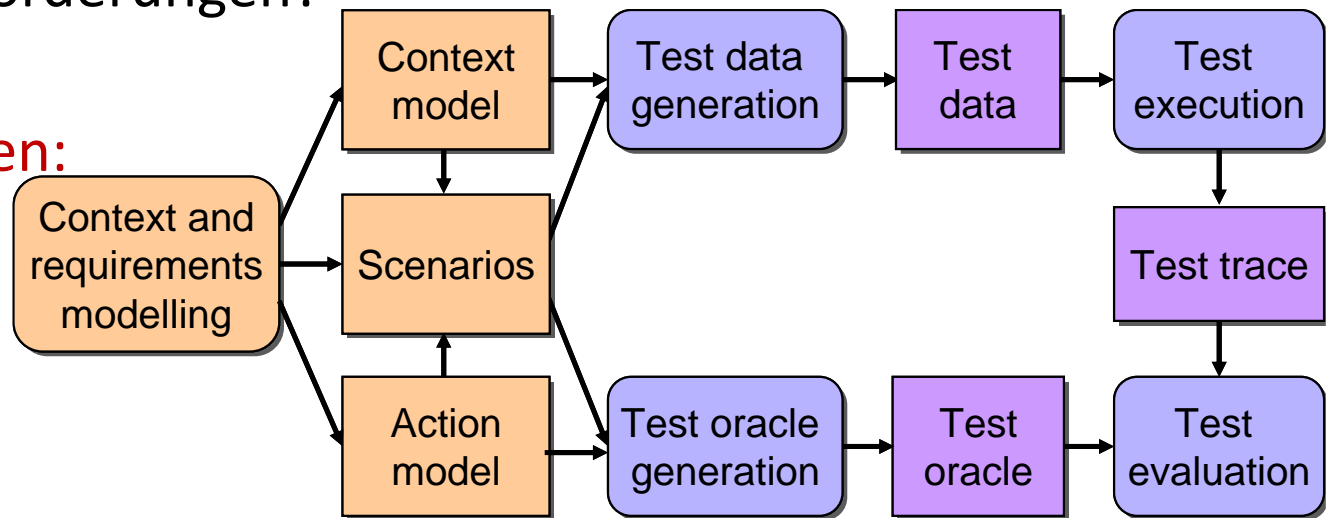 orderungen?
en:
Context and
requirements
modelling
Context
model
Scenarios
Action
model
Test data
generation
Test
data
Test
execution
Test trace
Test oracle
generation
Test
oracle
Test
evaluation